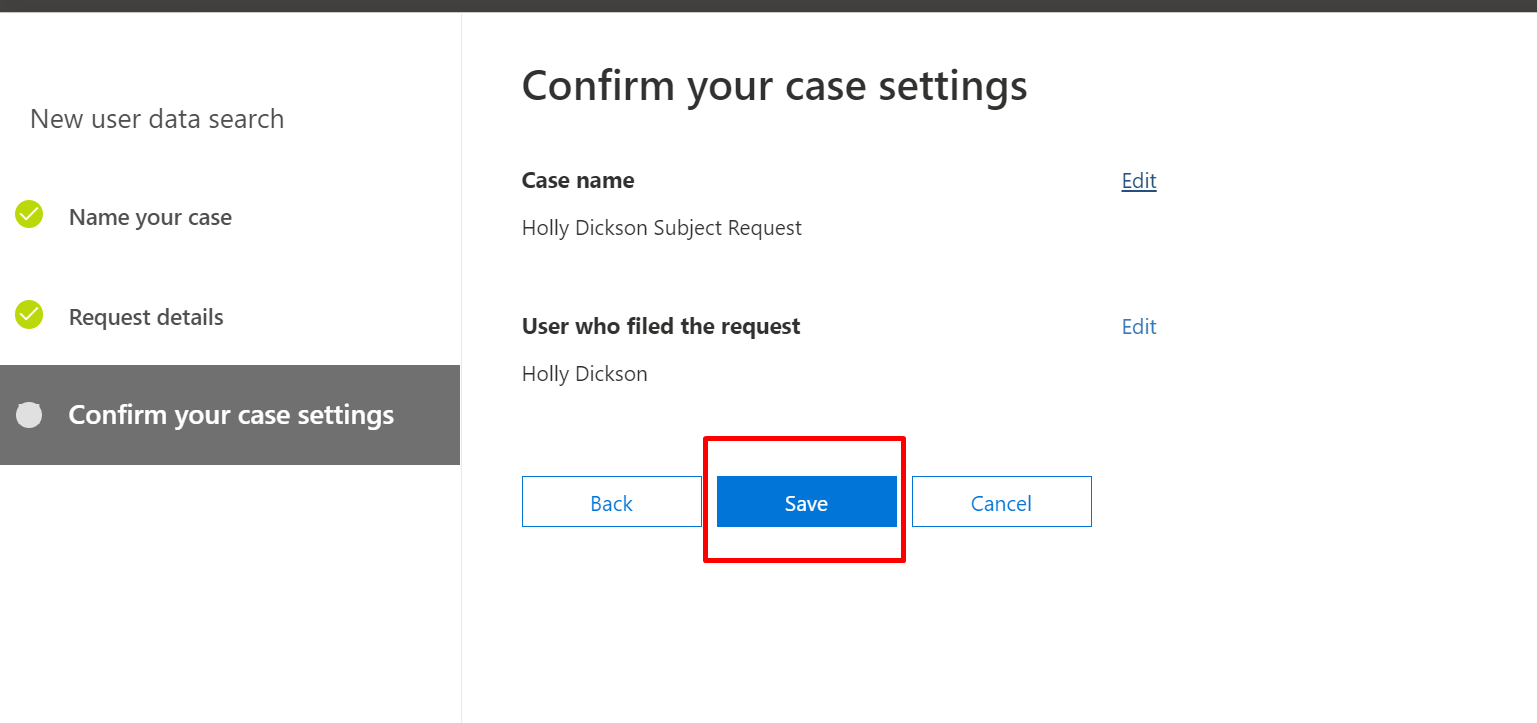 New user data search
Name your case
Request details
Confirm your case settings
Confirm your case settings
Case name
Edit
Holly Dickson Subject Request
User who filed the request
Edit
Holly Dickson
Back
Save
Cancel